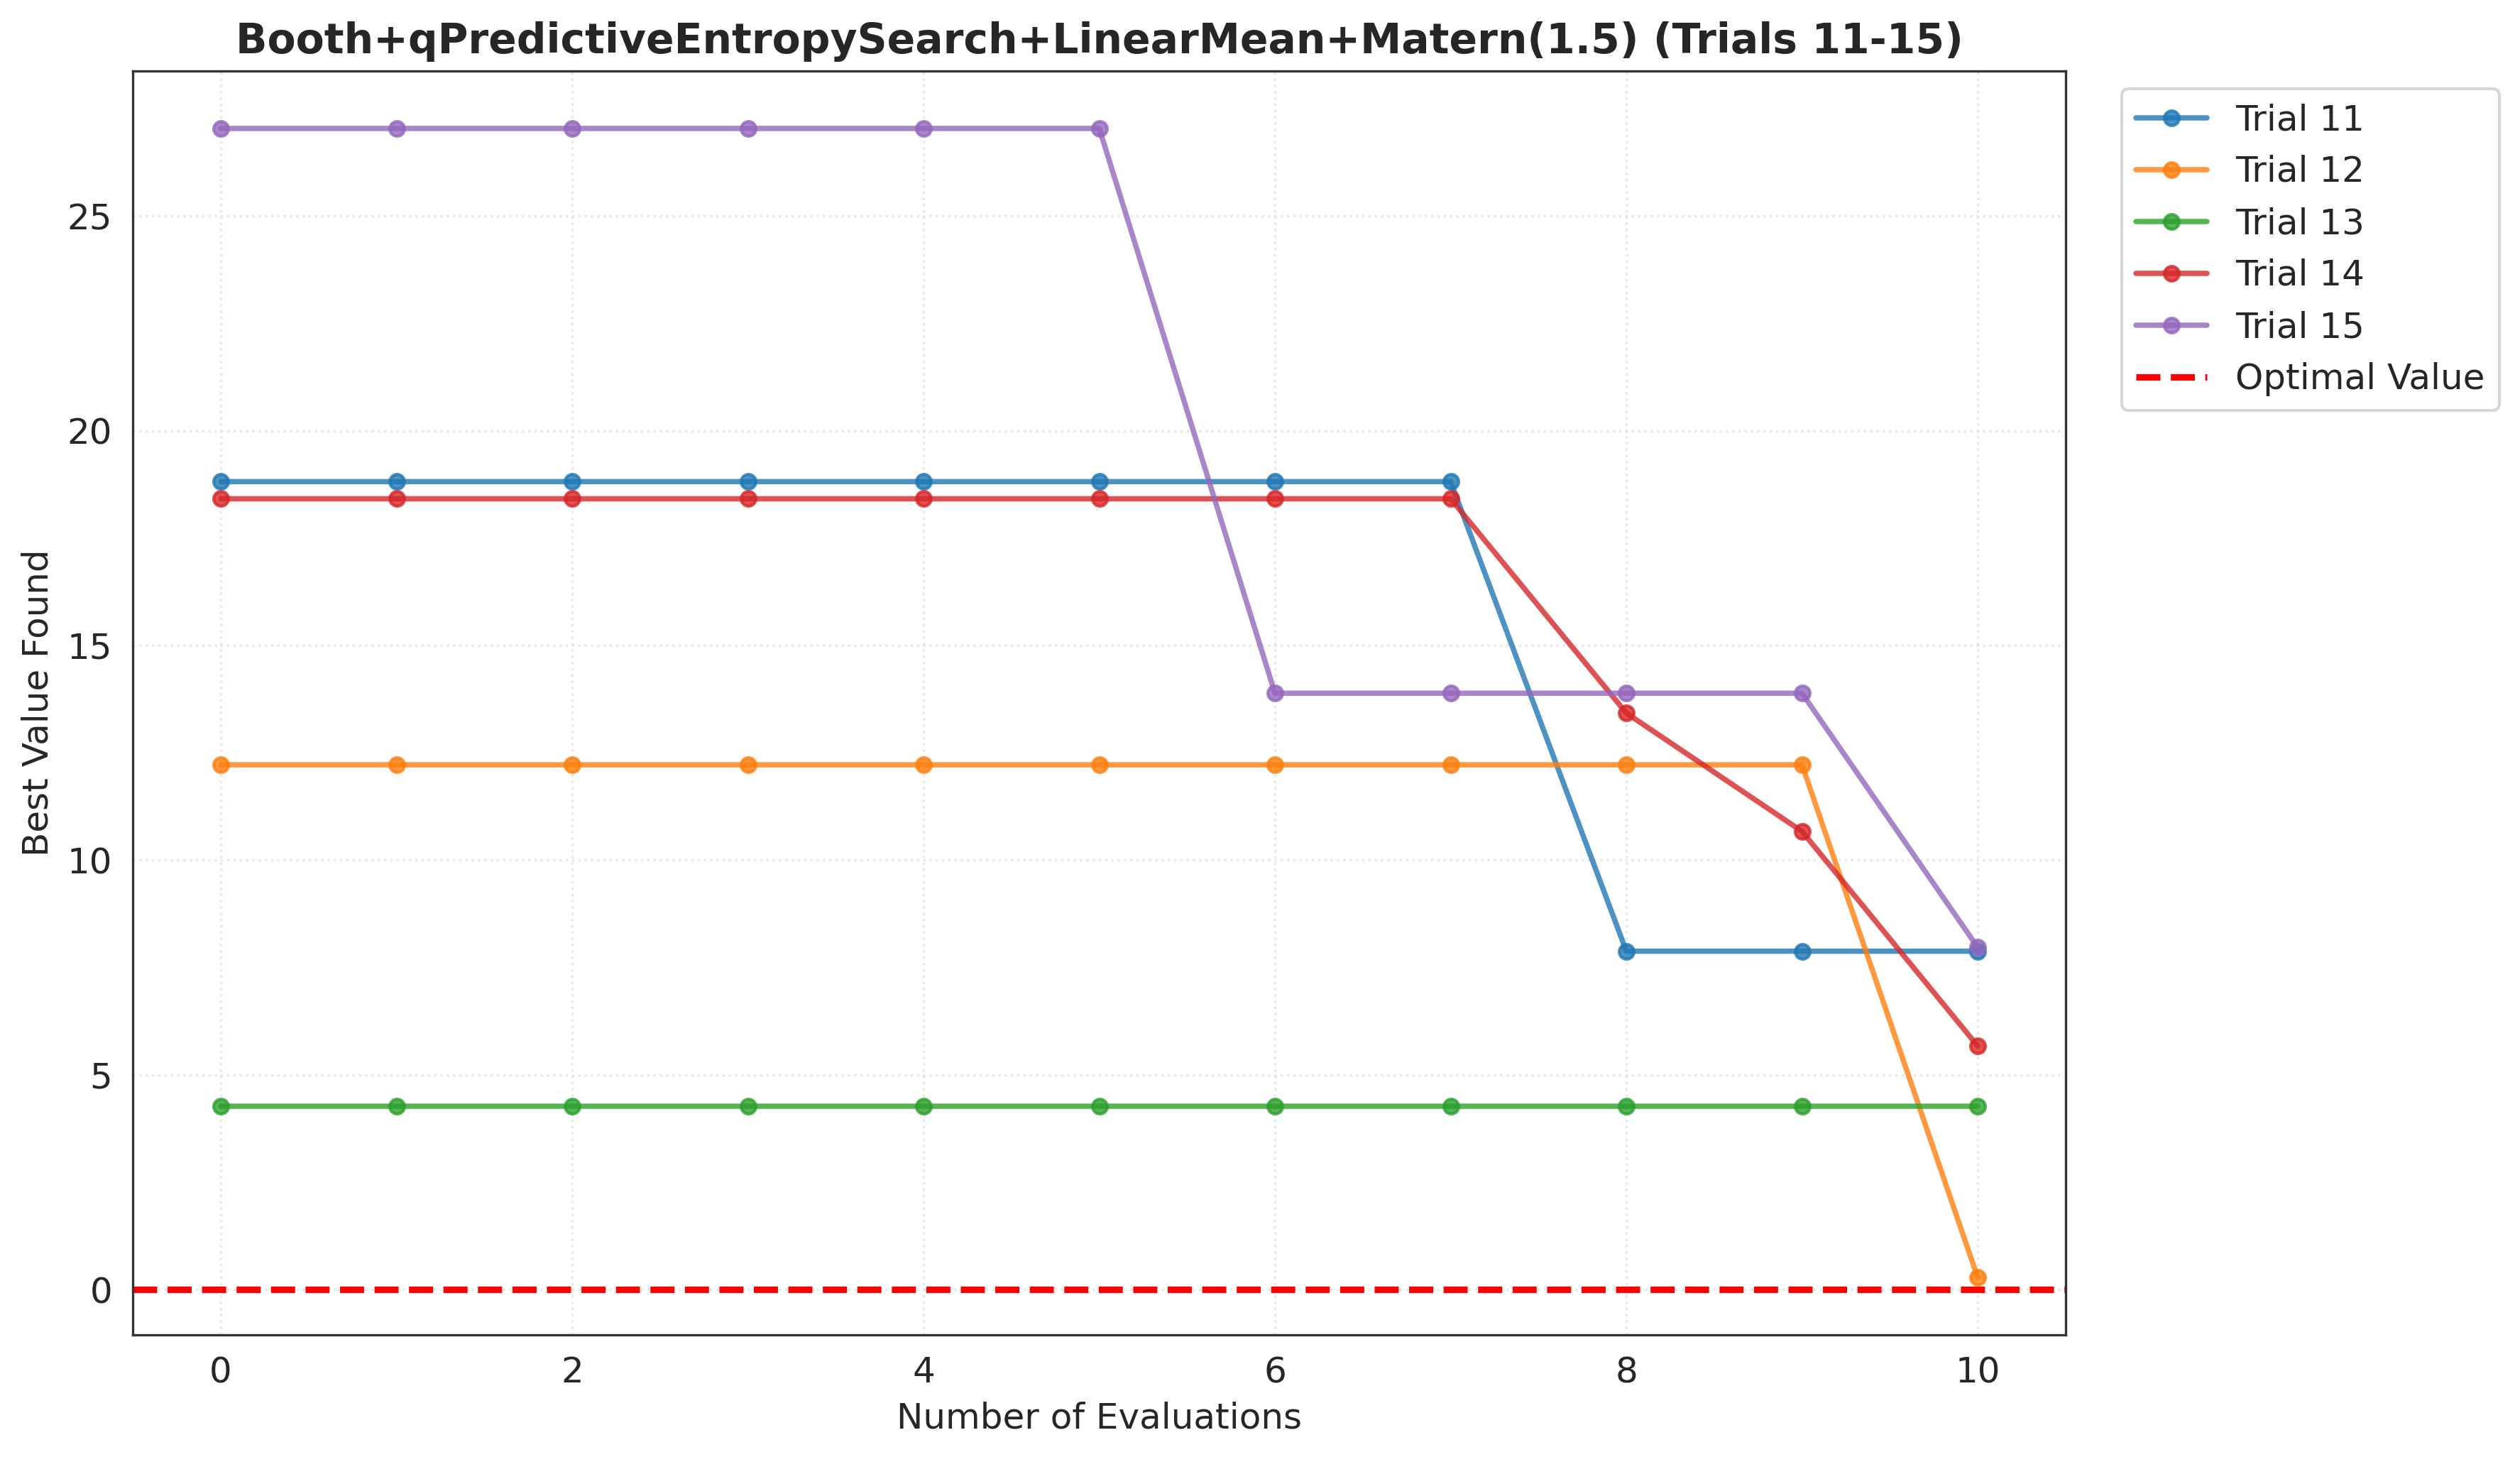 Booth+qPredictiveEntropySearch+LinearMean+Matern(1.5) (Trials 11-15)
Trial 11
Trial 12
Trial 13
Trial 14
Trial 15
Optimal Value
Best Value Found
25
20
15
10
5
0
0 2 4 6 8 10
Number of Evaluations